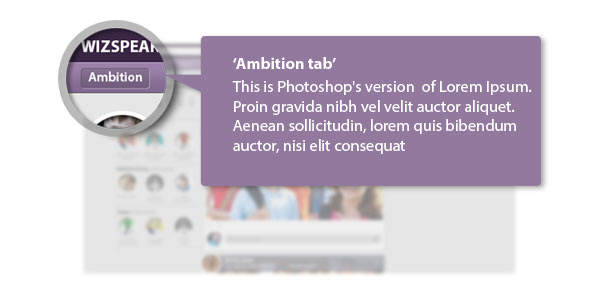 WIZSPEAK
Ambition
‘Ambition tab’
This is Photoshop's version of Lorem Ipsum.
Proin gravida nibh vel velit auctor aliquet.
Aenean sollicitudin, lorem quis bibendum
auctor, nisi elit consequat